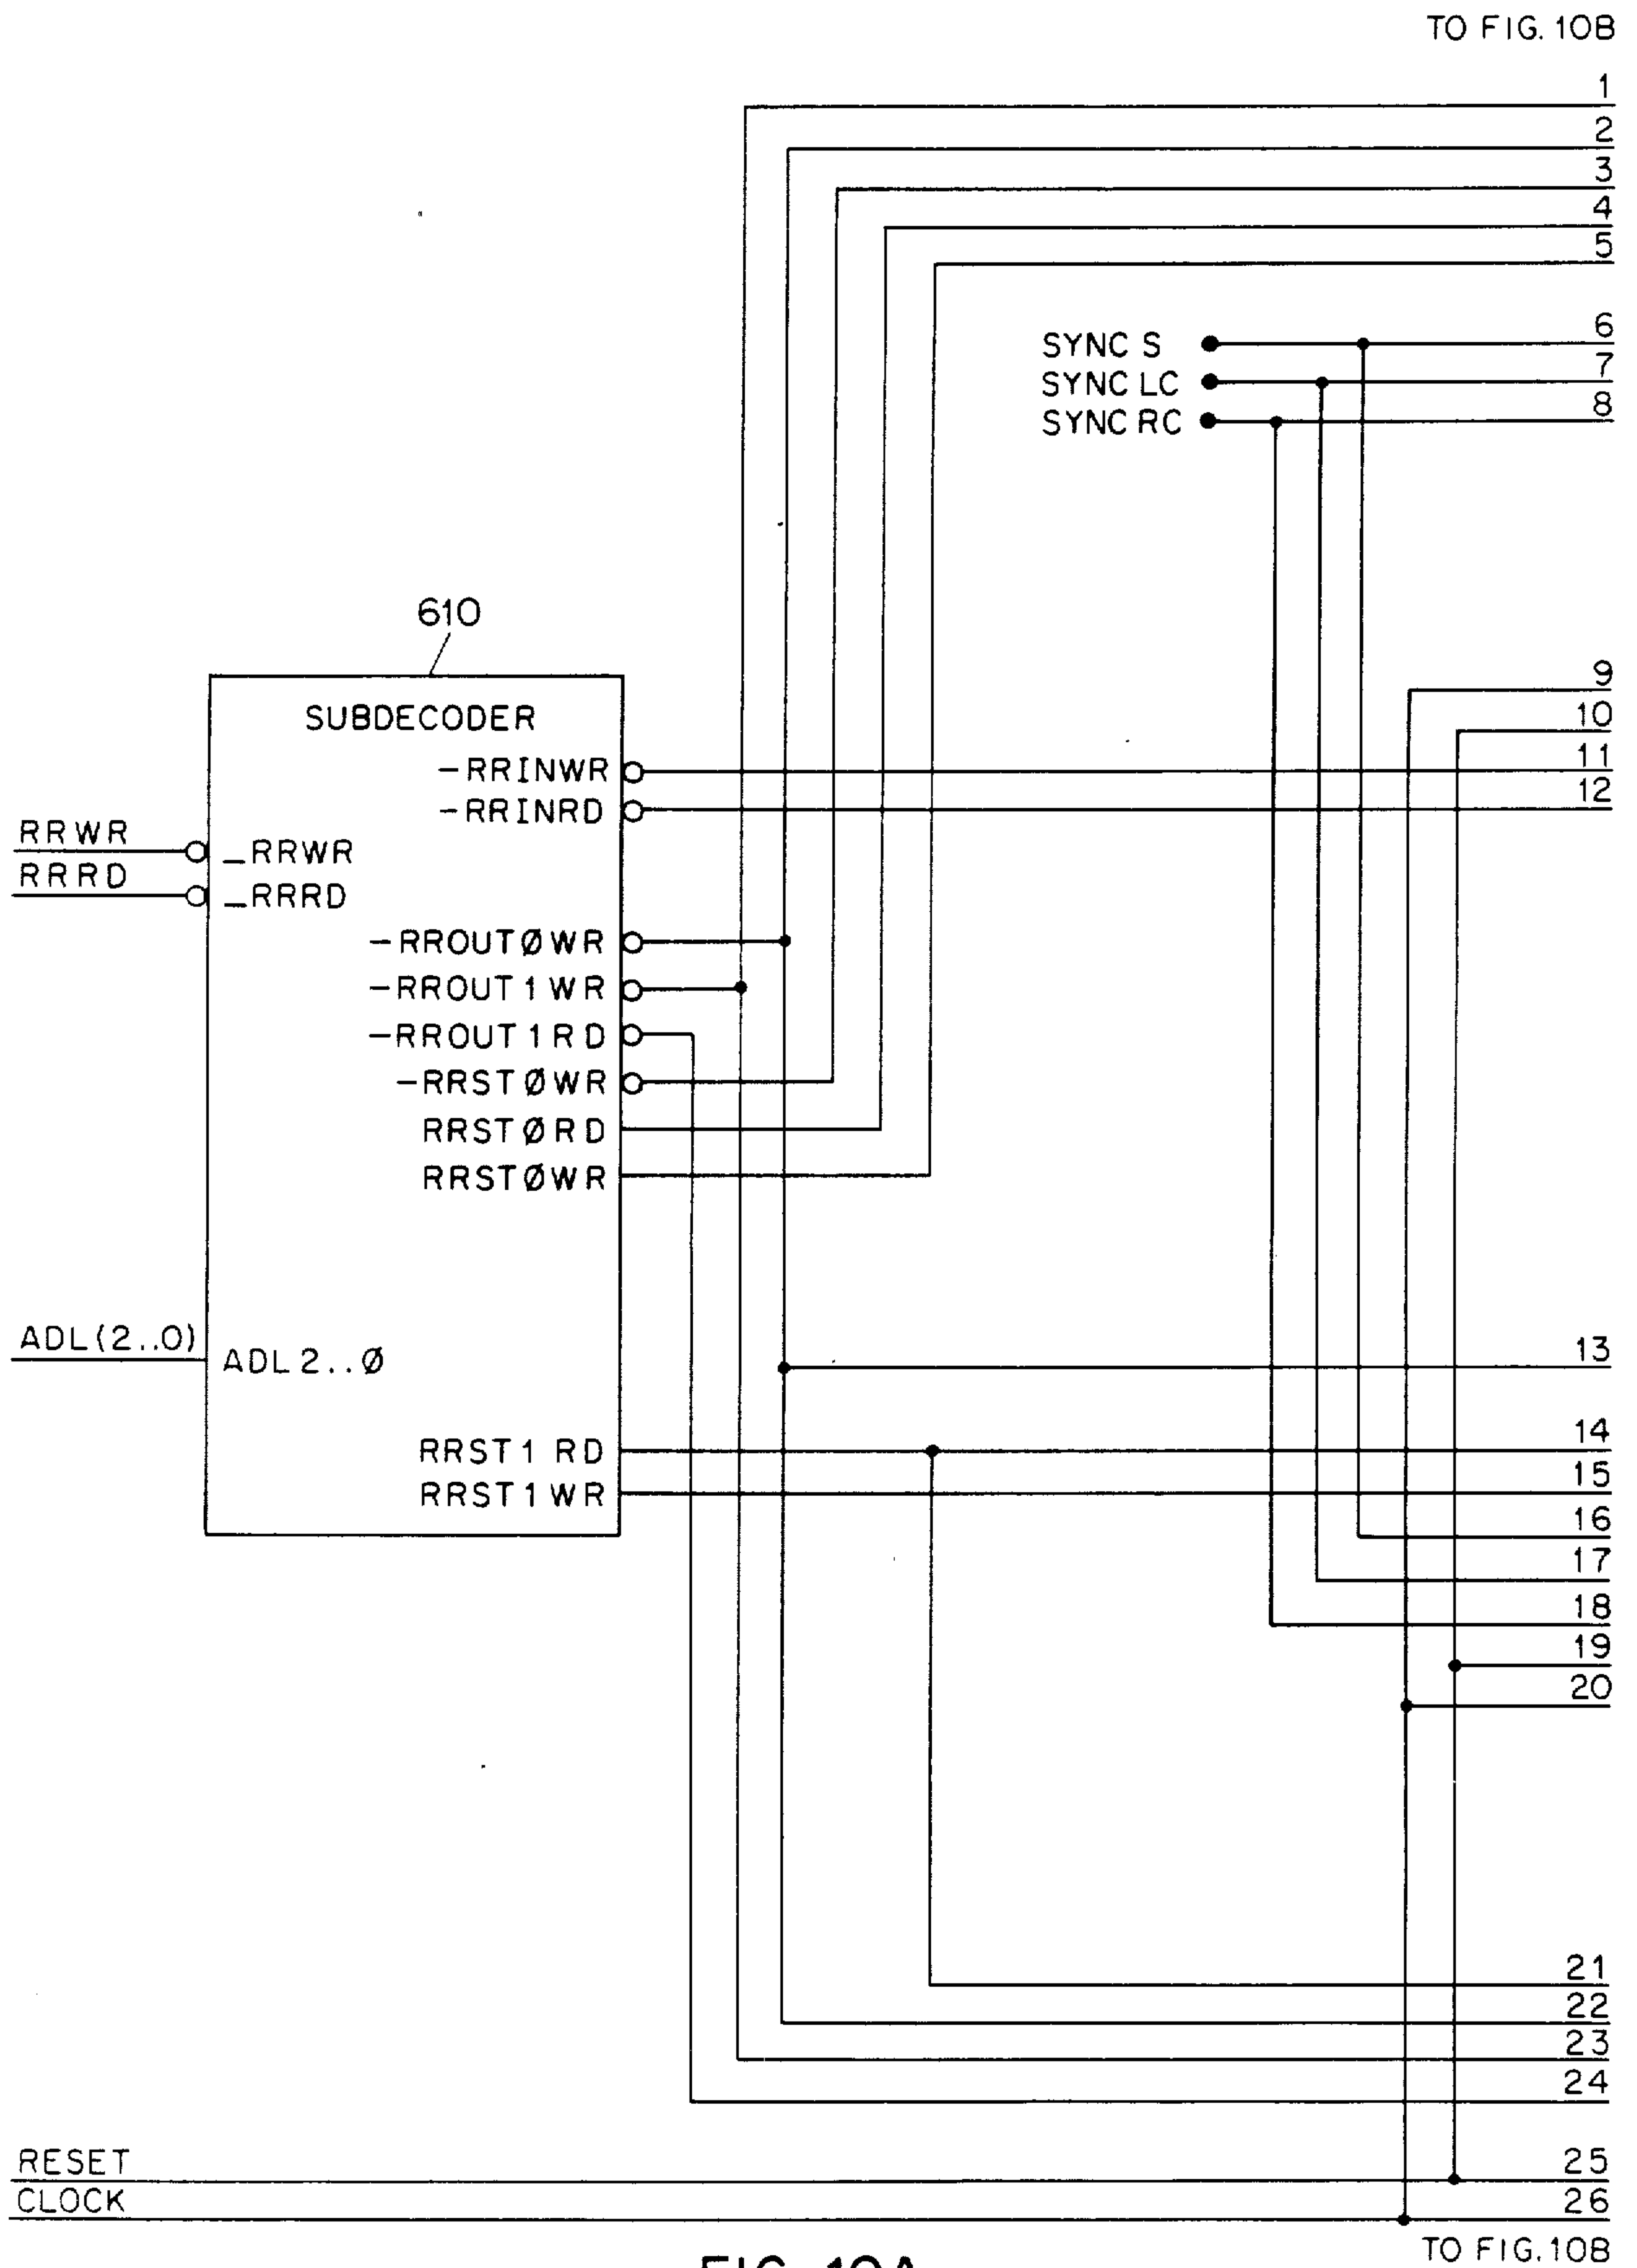 TO FIG. 10B
1
2
3
4
5
SYNC S 6
SYNC LC 7
SYNC RC 8
610
9
SUBDECODER 10
-RRINWR 11
-RRINRD 12
RRWR
_RRWR
RRRD
_RRRD
-RROUTØWR
-RROUT1WR
-RROUT1RD
-RRSTØWR
RRSTØRD
RRSTØWR
ADL(2..0) 13
ADL2..Ø
RRST1 RD 14
RRST1WR 15
16
17
18
19
20
21
22
23
24
RESET 25
CLOCK 26
TO FIG. 10B
FIG. 10A